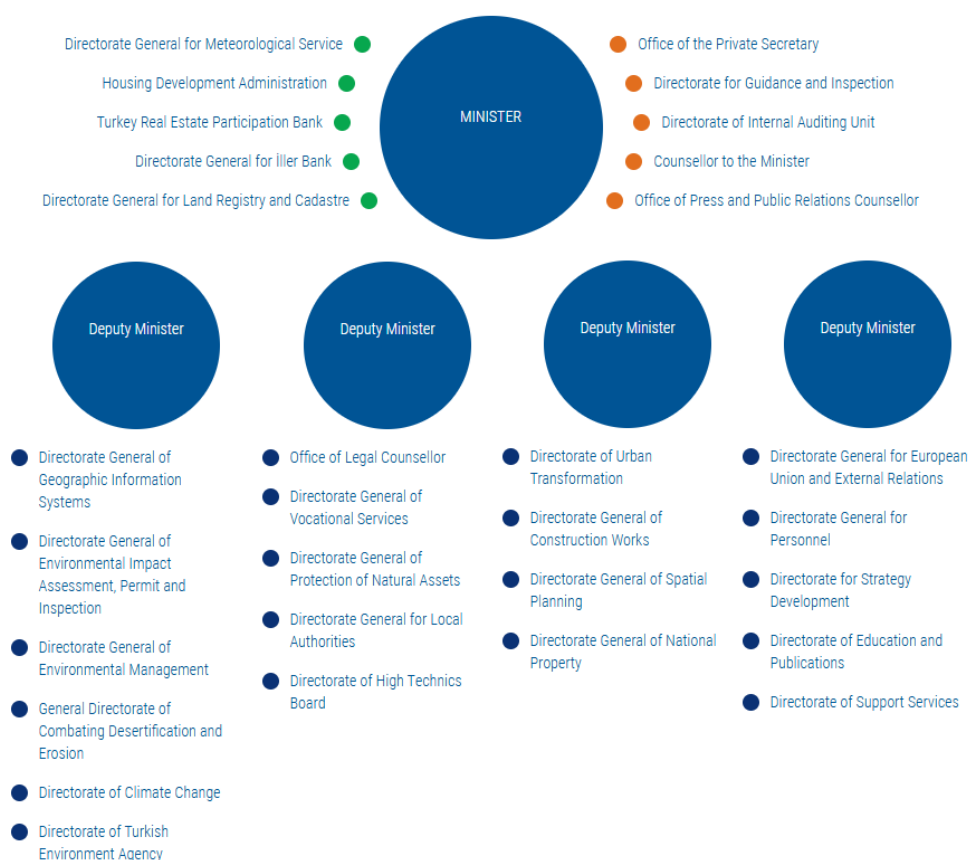 Directorate General for Meteorological Service
Housing Development Administration
Turkey Real Estate Participation Bank
Directorate General for İller Bank
Directorate General for Land Registry and Cadastre
MINISTER
Office of the Private Secretary
Directorate for Guidance and Inspection
Directorate of Internal Auditing Unit
Counsellor to the Minister
Office of Press and Public Relations Counsellor
Deputy Minister
Directorate General of
Geographic Information
Systems
Directorate General of
Environmental Impact
Assessment, Permit and
Inspection
Directorate General of
Environmental Management
General Directorate of
Combating Desertification and
Erosion
Directorate of Climate Change
Directorate of Turkish
Environment Agency
Deputy Minister
Office of Legal Counsellor
Directorate General of
Vocational Services
Directorate General of
Protection of Natural Assets
Directorate General for Local
Authorities
Directorate of High Technics
Board
Deputy Minister
Directorate of Urban
Transformation
Directorate General of
Construction Works
Directorate General of Spatial
Planning
Directorate General of National
Property
Deputy Minister
Directorate General for European
Union and External Relations
Directorate General for
Personnel
Directorate for Strategy
Development
Directorate of Education and
Publications
Directorate of Support Services